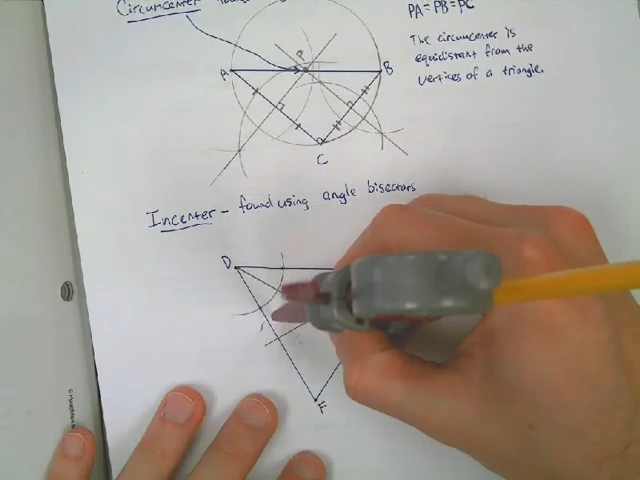 Circumcenter
PA=PB=PC
The circumcenter is
equidistant from the
vertices of a triangle.
P
A
B
C
Incenter - found using angle bisectors
D
F